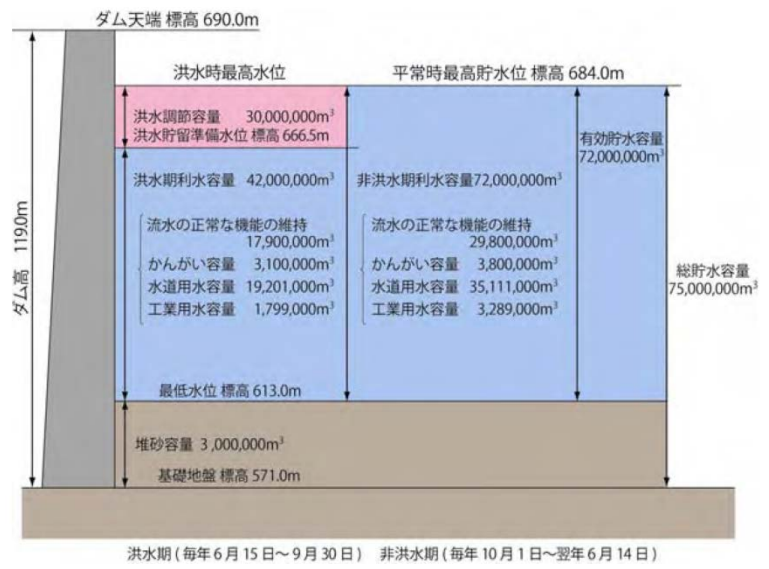 ダム天端 標高 690.0m
洪水時最高水位
平常時最高貯水位 標高 684.0m
洪水調節容量 30,000,000m³
洪水貯留準備水位 標高 666.5m
有効貯水容量
72,000,000m³
洪水期利水容量 42,000,000m³
非洪水期利水容量72,000,000m³
流水の正常な機能の維持
17,900,000m³
かんがい容量 3,100,000m³
水道用水容量 19,201,000m³
工業用水容量 1,799,000m³
流水の正常な機能の維持
29,800,000m³
かんがい容量 3,800,000m³
水道用水容量 35,111,000m³
工業用水容量 3,289,000m³
総貯水容量
75,000,000m³
ダム高 119.0m
最低水位 標高 613.0m
堆砂容量 3,000,000m³
基礎地盤 標高 571.0m
洪水期 ( 毎年 6 月 15 日~ 9 月 30 日 ) 非洪水期 ( 毎年 10 月 1 日~翌年 6 月 14 日 )